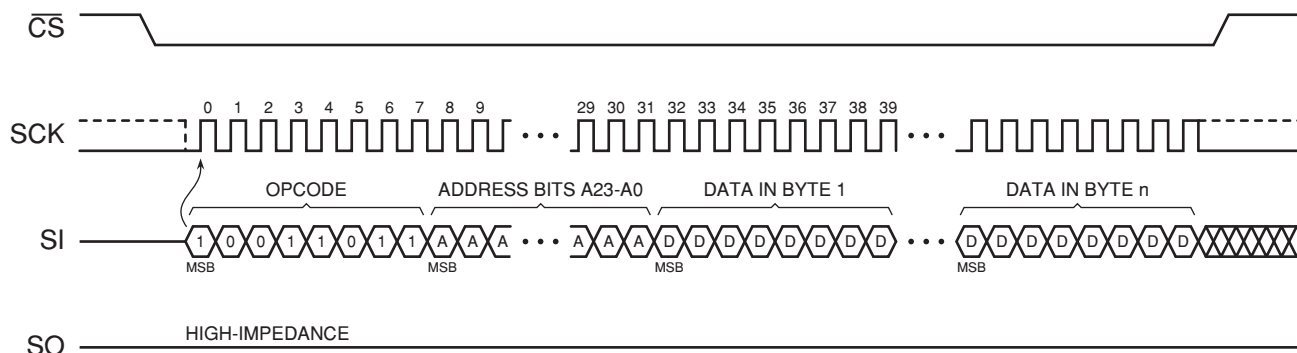 CS
0 1 2 3 4 5 6 7 8 9 29 30 31 32 33 34 35 36 37 38 39
SCK
OPCODE ADDRESS BITS A23-A0 DATA IN BYTE 1 DATA IN BYTE n
SI 1 0 0 1 1 0 1 1 A A A A A A D D D D D D D D D D D D D D D D
MSB MSB MSB MSB
HIGH-IMPEDANCE
SO